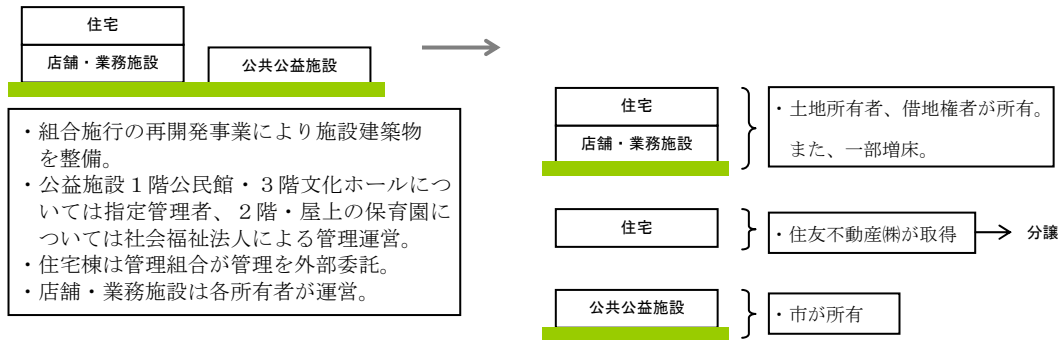 住宅
店舗・業務施設
公共公益施設
・組合施行の再開発事業により施設建築物
を整備。
・公益施設１階公民館・３階文化ホールにつ
いては指定管理者、２階・屋上の保育園に
ついては社会福祉法人による管理運営。
・住宅棟は管理組合が管理を外部委託。
・店舗・業務施設は各所有者が運営。
住宅
店舗・業務施設
・土地所有者、借地権者が所有。
また、一部増床。
住宅
・住友不動産㈱が取得
分譲
公共公益施設
・市が所有